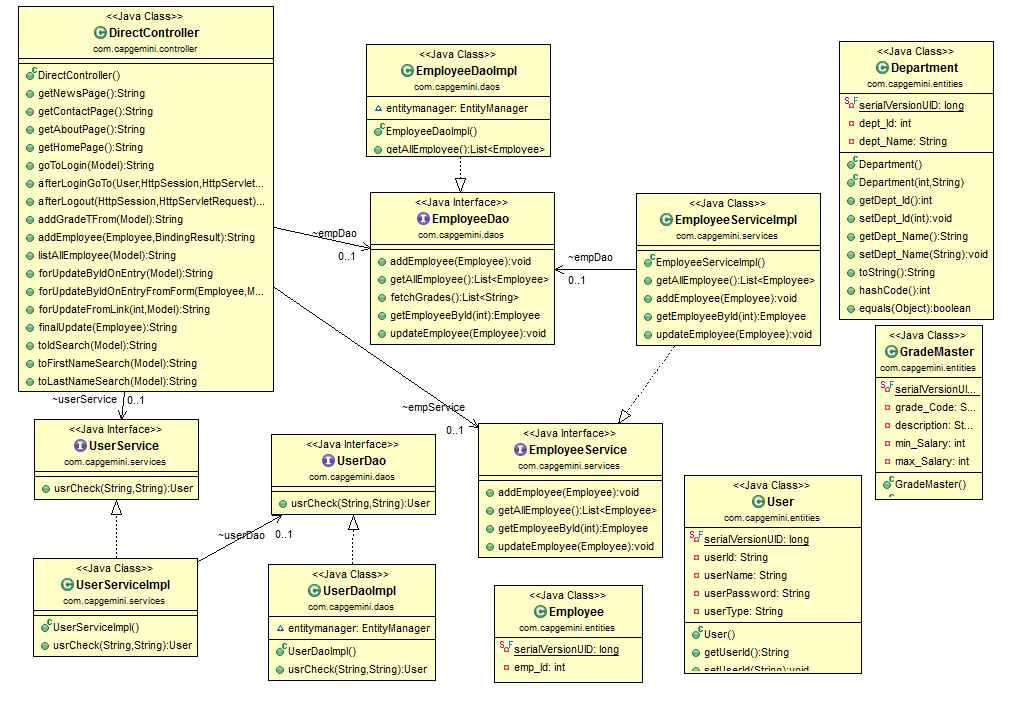 <<Java Class>>
DirectController
com.capgemini.controller
DirectController()
getNewsPage():String
getContactPage():String
getAboutPage():String
getHomePage():String
goToLogin(Model):String
afterLoginGoTo(User,HttpSession,HttpServlet...
afterLogout(HttpSession,HttpServletRequest)...
addGradeTFrom(Model):String
addEmployee(Employee,BindingResult):String
listAllEmployee(Model):String
forUpdateByIdOnEntry(Model):String
forUpdateByIdOnEntryFromForm(Employee,M...
forUpdateFromLink(int,Model):String
finalUpdate(Employee):String
toIdSearch(Model):String
toFirstNameSearch(Model):String
toLastNameSearch(Model):String
<<Java Class>>
EmployeeDaoImpl
com.capgemini.daos
entitymanager: EntityManager
EmployeeDaoImpl()
getAllEmployee():List<Employee>
<<Java Class>>
Department
com.capgemini.entities
serialVersionUID: long
dept_Id: int
dept_Name: String
Department()
Department(int,String)
getDept_Id():int
setDept_Id(int):void
getDept_Name():String
setDept_Name(String):void
toString():String
hashCode():int
equals(Object):boolean
~empDao
0..1
<<Java Interface>>
EmployeeDao
com.capgemini.daos
addEmployee(Employee):void
getAllEmployee():List<Employee>
fetchGrades():List<String>
getEmployeeById(int):Employee
updateEmployee(Employee):void
~empDao
0..1
<<Java Class>>
EmployeeServiceImpl
com.capgemini.services
EmployeeServiceImpl()
getAllEmployee():List<Employee>
addEmployee(Employee):void
getEmployeeById(int):Employee
updateEmployee(Employee):void
<<Java Class>>
GradeMaster
com.capgemini.entities
serialVersionUI...
grade_Code: S...
description: St...
min_Salary: int
max_Salary: int
GradeMaster()
~userService
0..1
~empService
0..1
<<Java Interface>>
UserService
com.capgemini.services
usrCheck(String,String):User
<<Java Interface>>
UserDao
com.capgemini.daos
usrCheck(String,String):User
<<Java Interface>>
EmployeeService
com.capgemini.services
addEmployee(Employee):void
getAllEmployee():List<Employee>
getEmployeeById(int):Employee
updateEmployee(Employee):void
<<Java Class>>
User
com.capgemini.entities
serialVersionUID: long
userId: String
userName: String
userPassword: String
userType: String
User()
getUserId():String
setUserId(String):void
~userDao
0..1
<<Java Class>>
UserServiceImpl
com.capgemini.services
UserServiceImpl()
usrCheck(String,String):User
<<Java Class>>
UserDaoImpl
com.capgemini.daos
entitymanager: EntityManager
UserDaoImpl()
usrCheck(String,String):User
<<Java Class>>
Employee
com.capgemini.entities
serialVersionUID: long
emp_Id: int